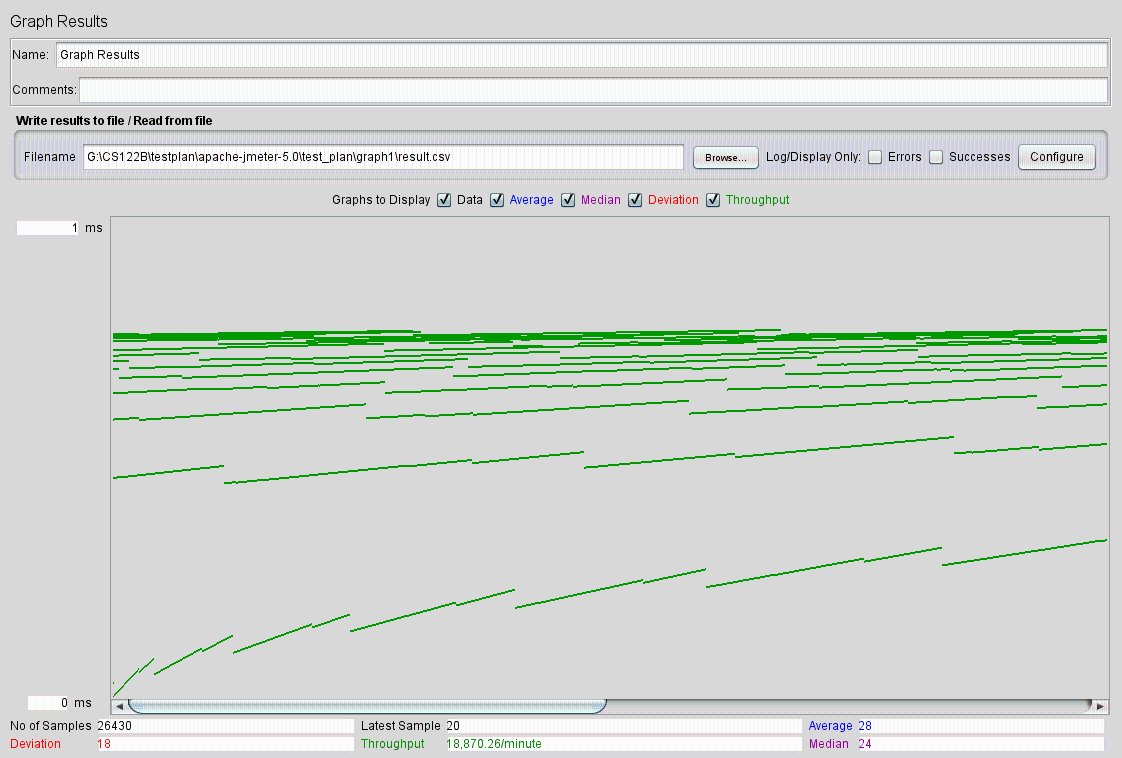 Graph Results
Name: Graph Results
Comments:
Write results to file / Read from file
Filename G:\CS122B\testplan\apache-jmeter-5.0\test_plan\graph1\result.csv Browse... Log/Display Only: Errors Successes Configure
Graphs to Display Data Average Median Deviation Throughput
1 ms
0 ms
No of Samples 26430 Latest Sample 20 Average 28
Deviation 18 Throughput 18,870.26/minute Median 24